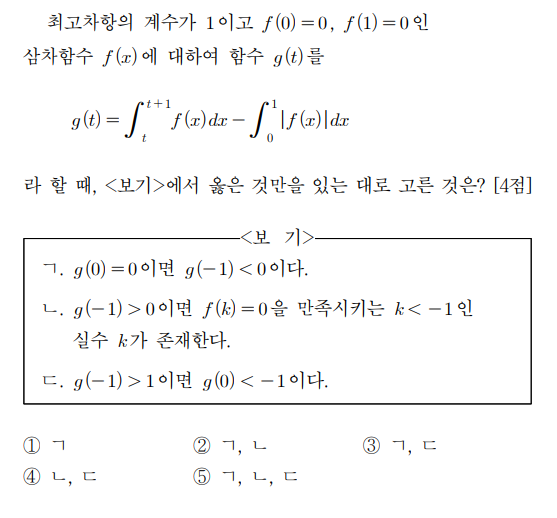 최고차항의 계수가 1이고 f(0)=0, f(1)=0인
삼차함수 f(x)에 대하여 함수 g(t)를
g(t)=∫_t^{t+1} f(x)dx−∫_0^1 |f(x)|dx
라 할 때, <보기>에서 옳은 것만을 있는 대로 고른 것은? [4점]
<보 기>
ㄱ. g(0)=0이면 g(−1)<0이다.
ㄴ. g(−1)>0이면 f(k)=0을 만족시키는 k<−1인
실수 k가 존재한다.
ㄷ. g(−1)>1이면 g(0)<−1이다.
① ㄱ ② ㄱ, ㄴ ③ ㄱ, ㄷ
④ ㄴ, ㄷ ⑤ ㄱ, ㄴ, ㄷ